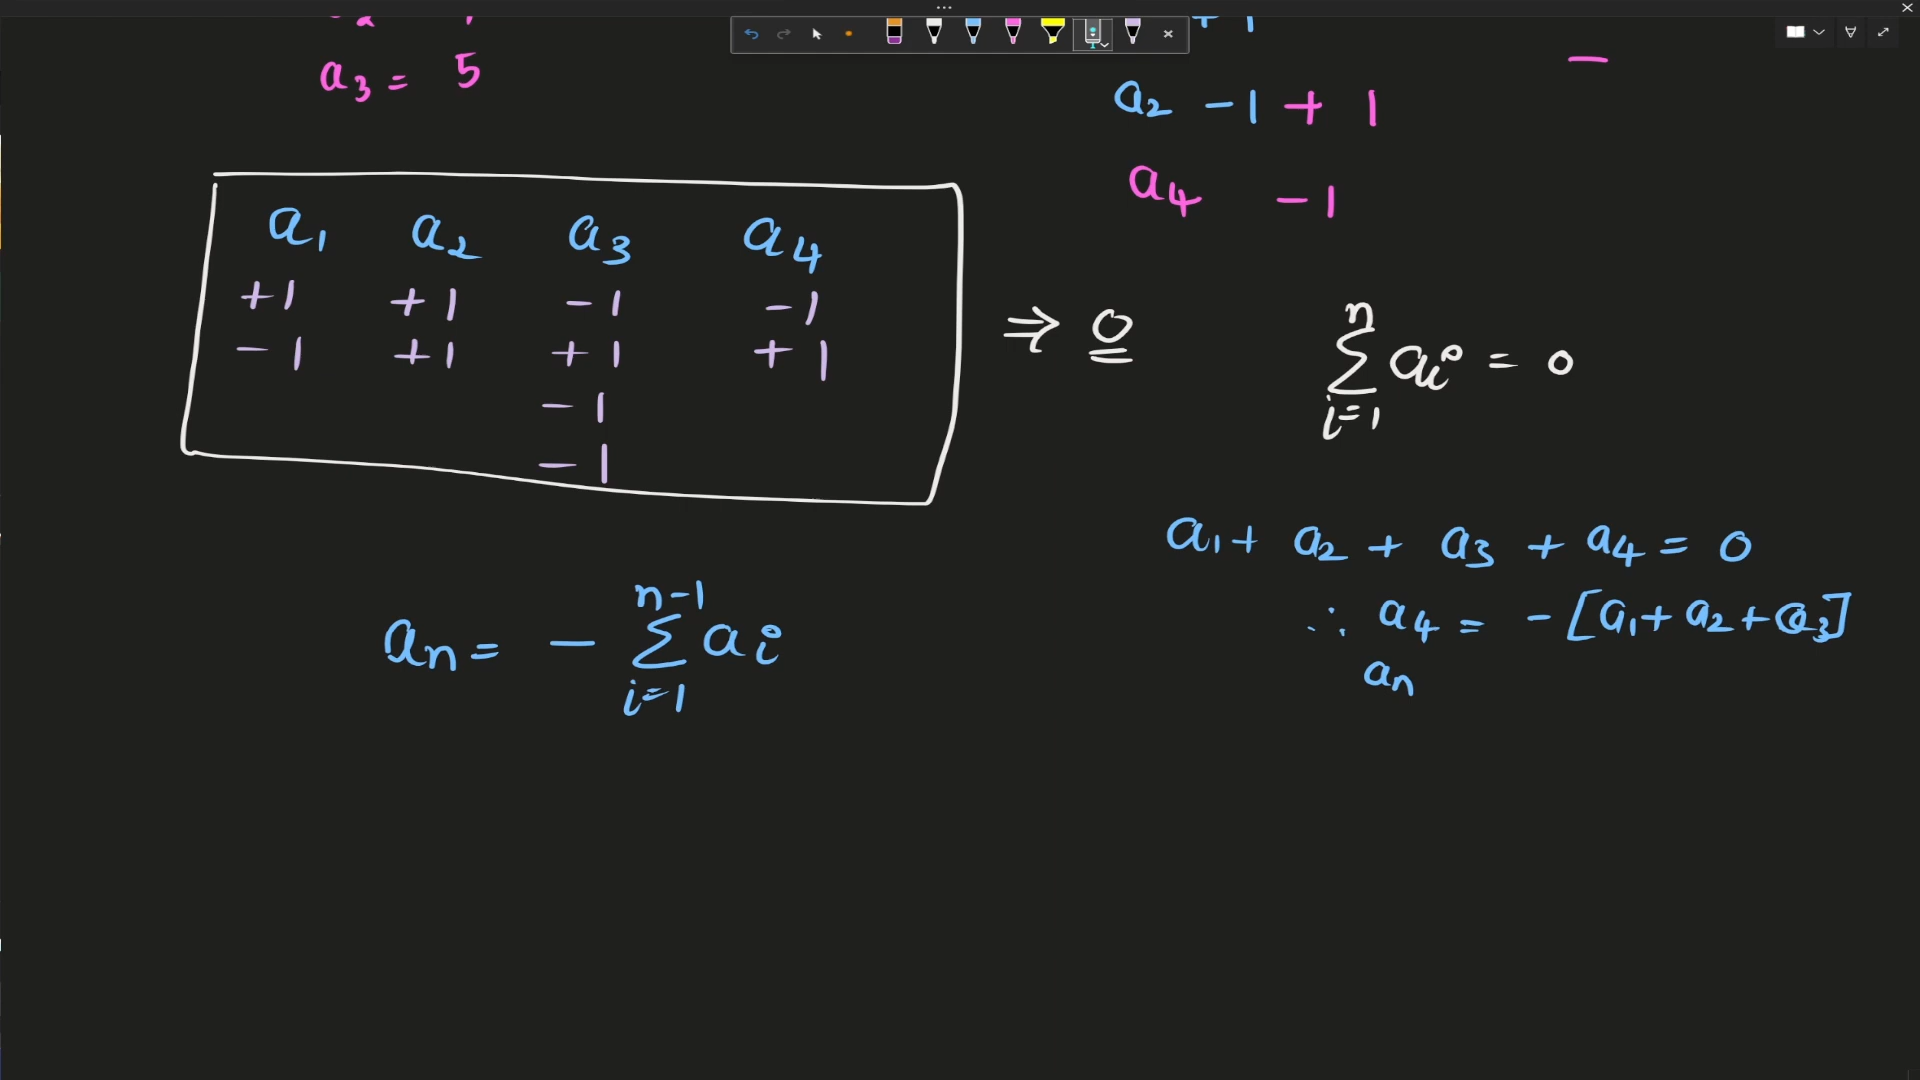 a₃ = 5
+ 1
a₂ - 1 + 1
a₄ - 1
a₁ a₂ a₃ a₄
+1 +1 -1 -1
-1 +1 +1 +1
-1
-1
⇒ 0
n
∑ aᵢ = 0
i=1
a₁ + a₂ + a₃ + a₄ = 0
∴ a₄ = - [a₁ + a₂ + a₃]
aₙ
n-1
aₙ = - ∑ aᵢ
i=1